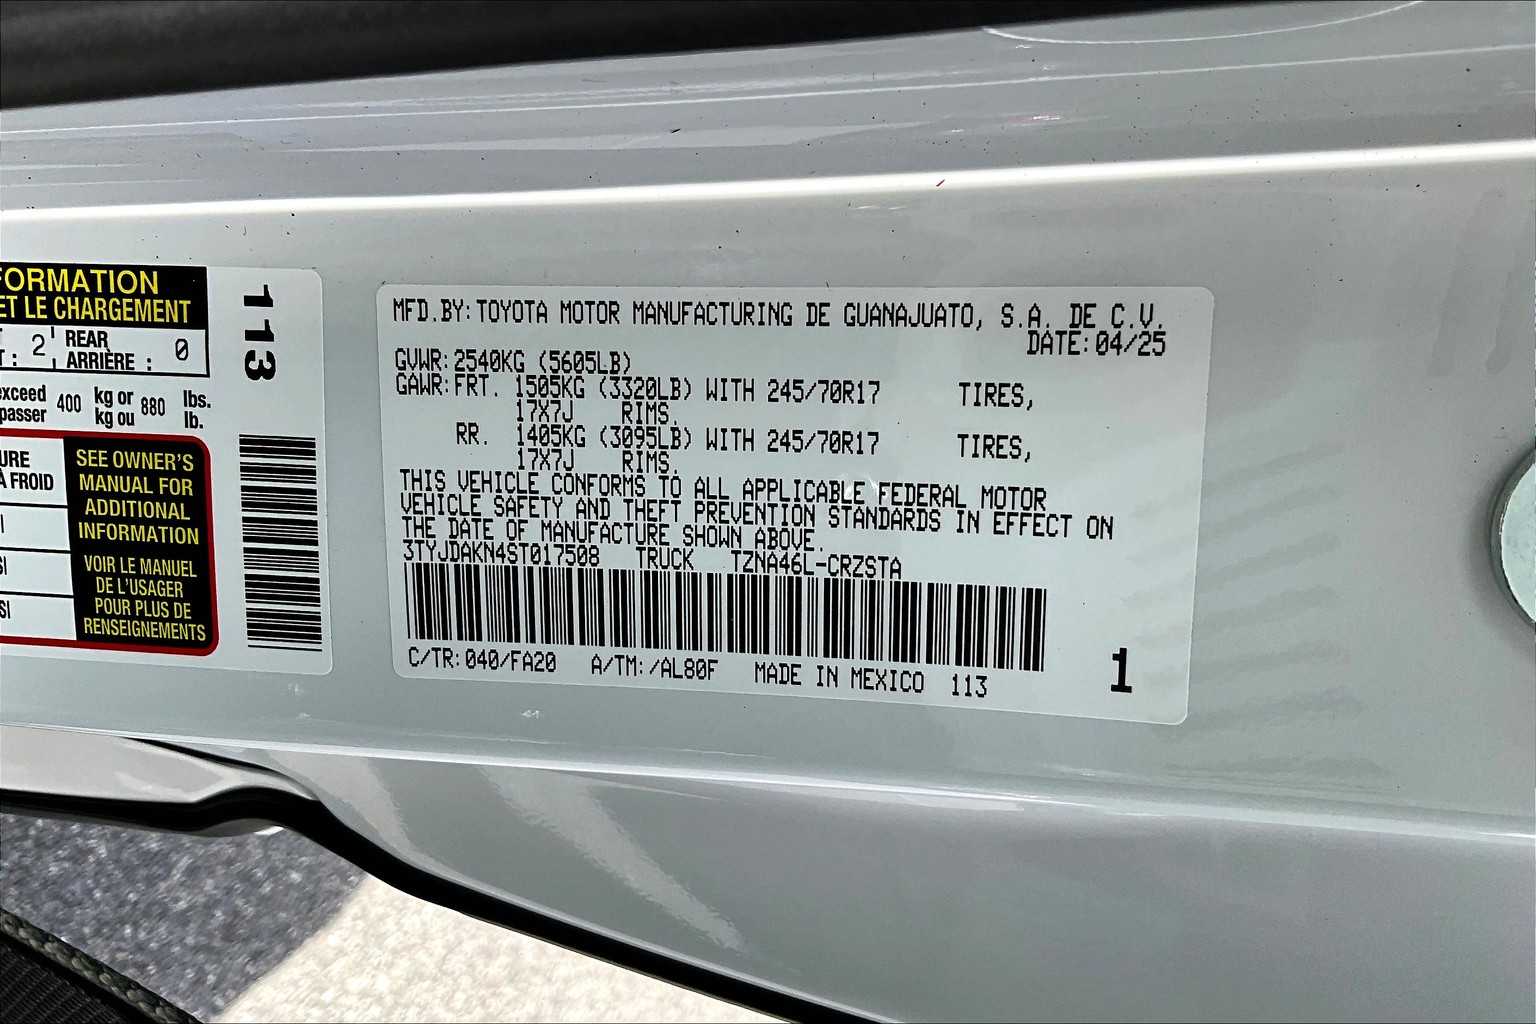 FORMATION
ET LE CHARGEMENT
2 REAR
ARRIÈRE : 0
exceed 400 kg or 880 lbs.
passer kg ou lb.
URE
À FROID
SEE OWNER'S
MANUAL FOR
ADDITIONAL
INFORMATION
VOIR LE MANUEL
DE L'USAGER
POUR PLUS DE
RENSEIGNEMENTS
113
MFD.BY:TOYOTA MOTOR MANUFACTURING DE GUANAJUATO, S.A. DE C.V.
DATE:04/25
GVWR:2540KG (5605LB)
GAWR:FRT. 1505KG (3320LB) WITH 245/70R17 TIRES,
17X7J RIMS.
RR. 1405KG (3095LB) WITH 245/70R17 TIRES,
17X7J RIMS.
THIS VEHICLE CONFORMS TO ALL APPLICABLE FEDERAL MOTOR
VEHICLE SAFETY AND THEFT PREVENTION STANDARDS IN EFFECT ON
THE DATE OF MANUFACTURE SHOWN ABOVE.
3TYJDAKN4ST017508 TRUCK TZNA46L-CRZSTA
C/TR:040/FA20 A/TM:/AL80F MADE IN MEXICO 113
1